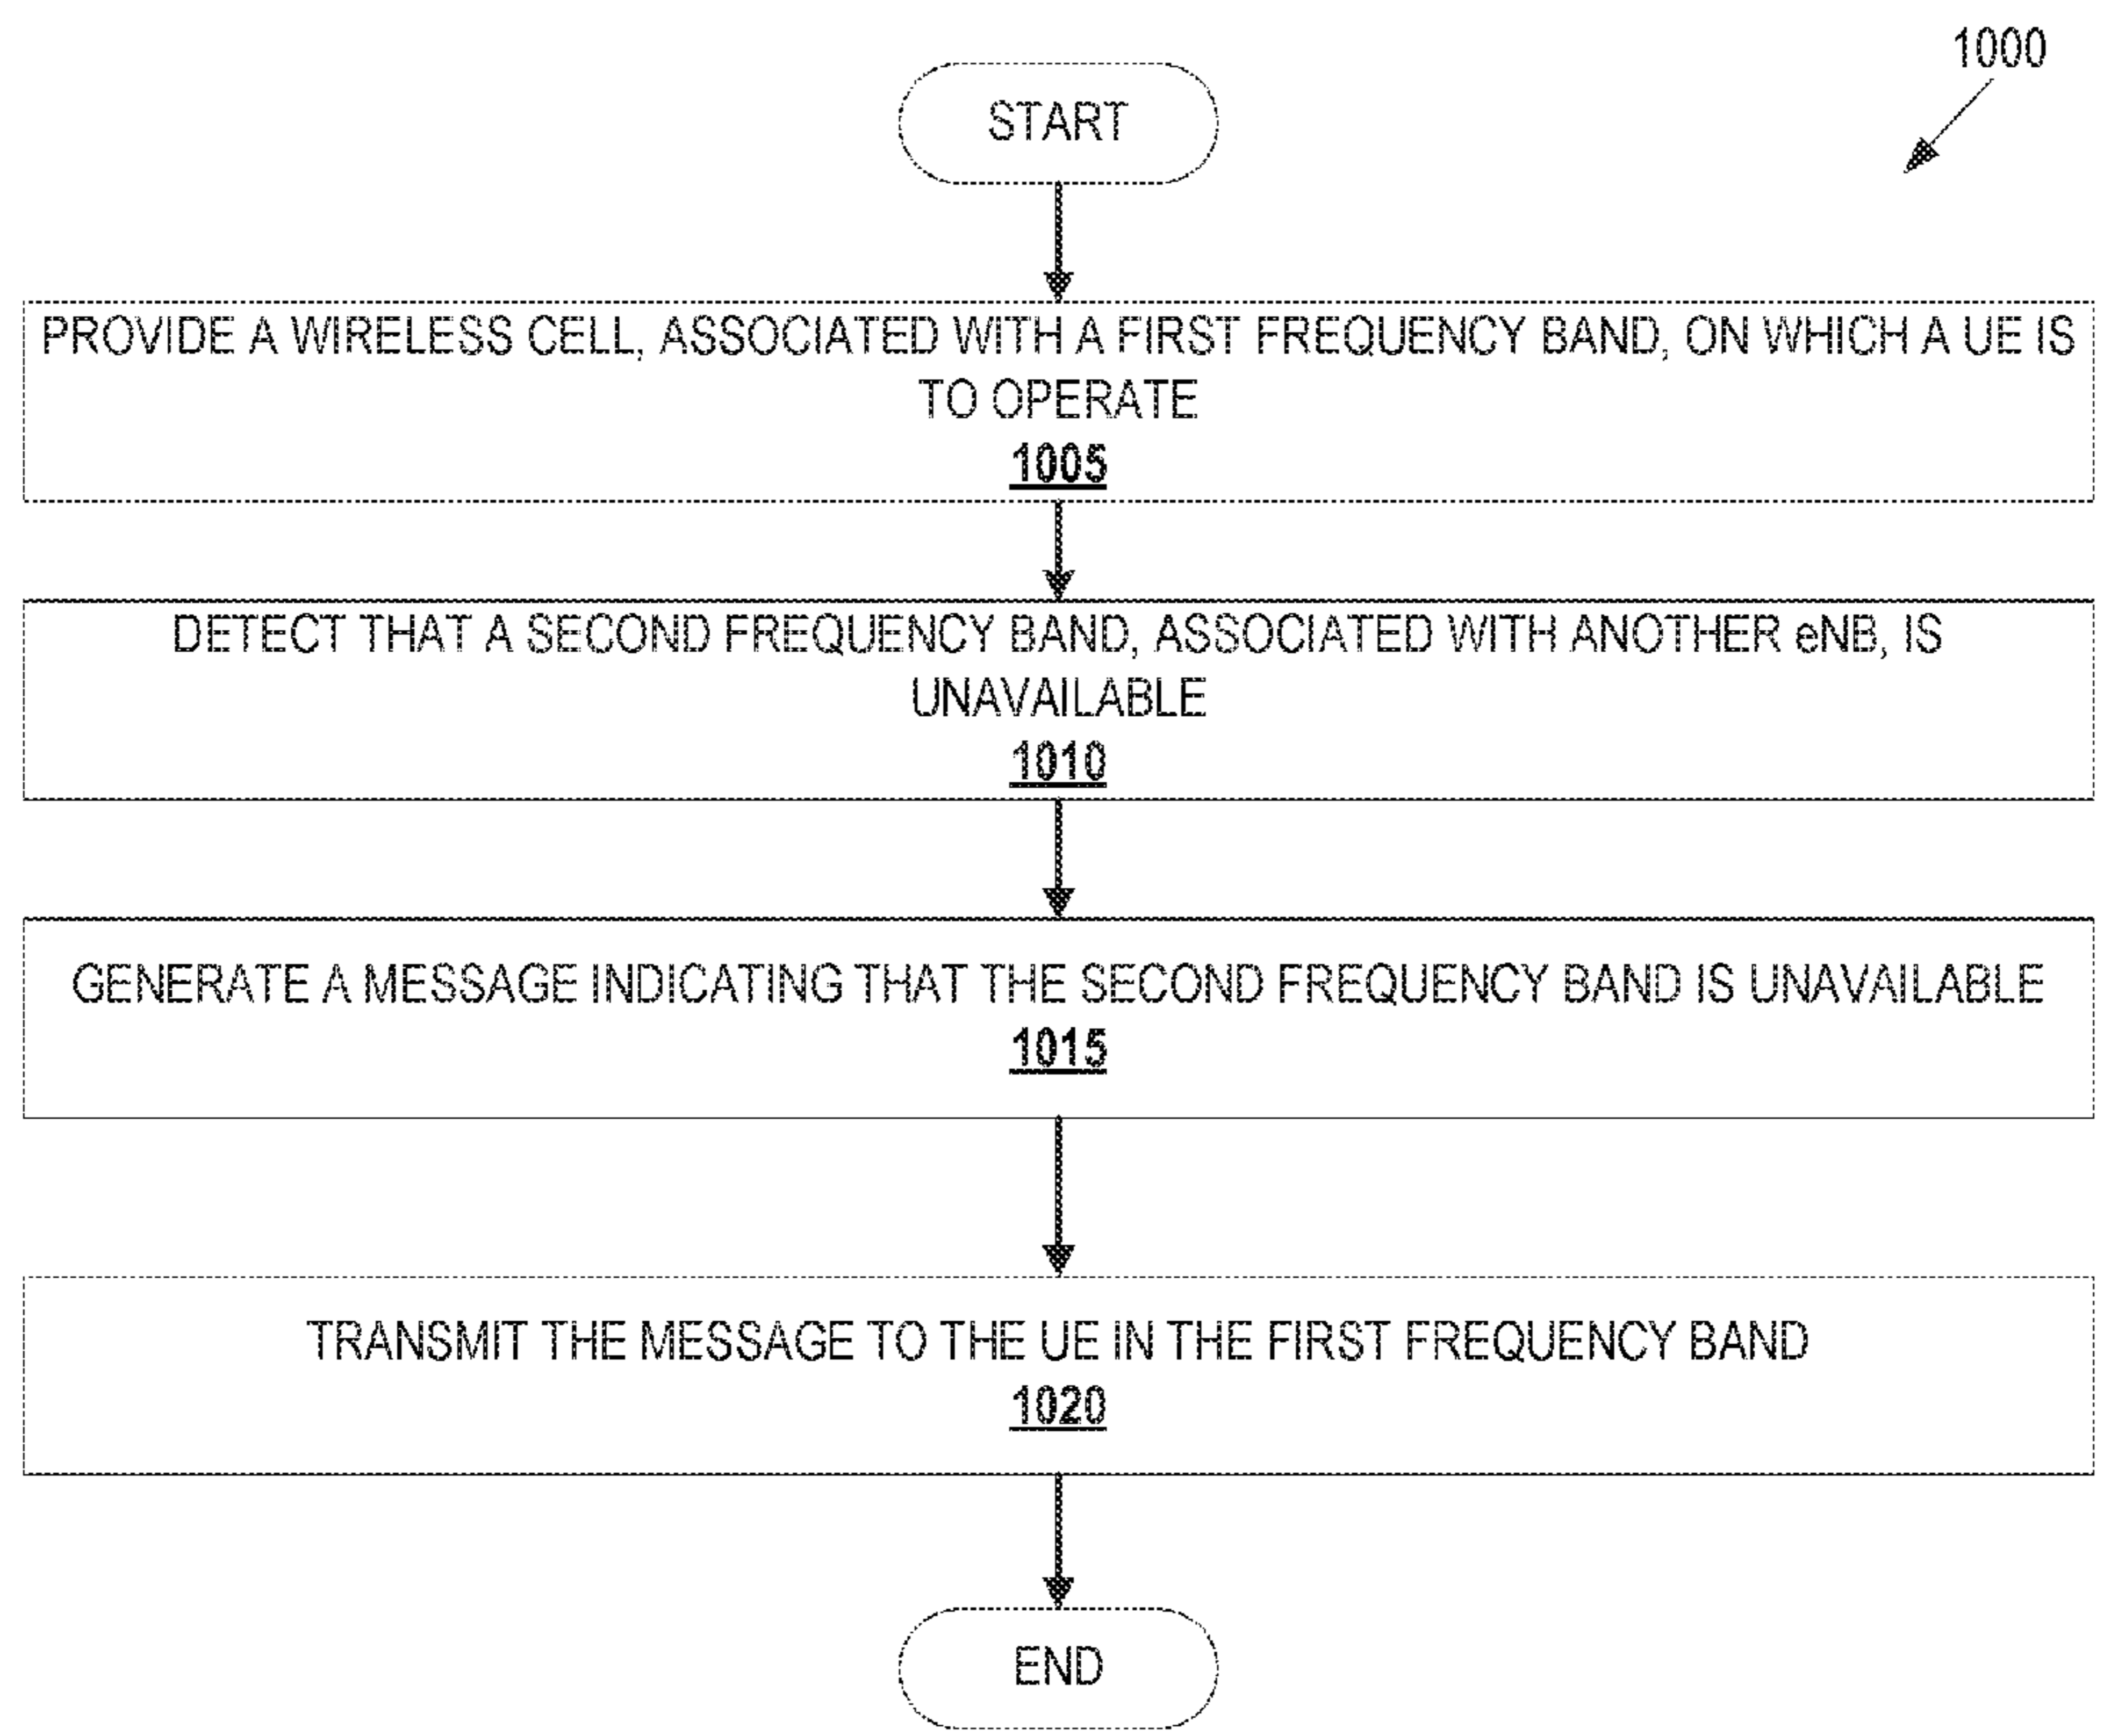 1000
START
PROVIDE A WIRELESS CELL, ASSOCIATED WITH A FIRST FREQUENCY BAND, ON WHICH A UE IS
TO OPERATE
1005
DETECT THAT A SECOND FREQUENCY BAND, ASSOCIATED WITH ANOTHER eNB, IS
UNAVAILABLE
1010
GENERATE A MESSAGE INDICATING THAT THE SECOND FREQUENCY BAND IS UNAVAILABLE
1015
TRANSMIT THE MESSAGE TO THE UE IN THE FIRST FREQUENCY BAND
1020
END